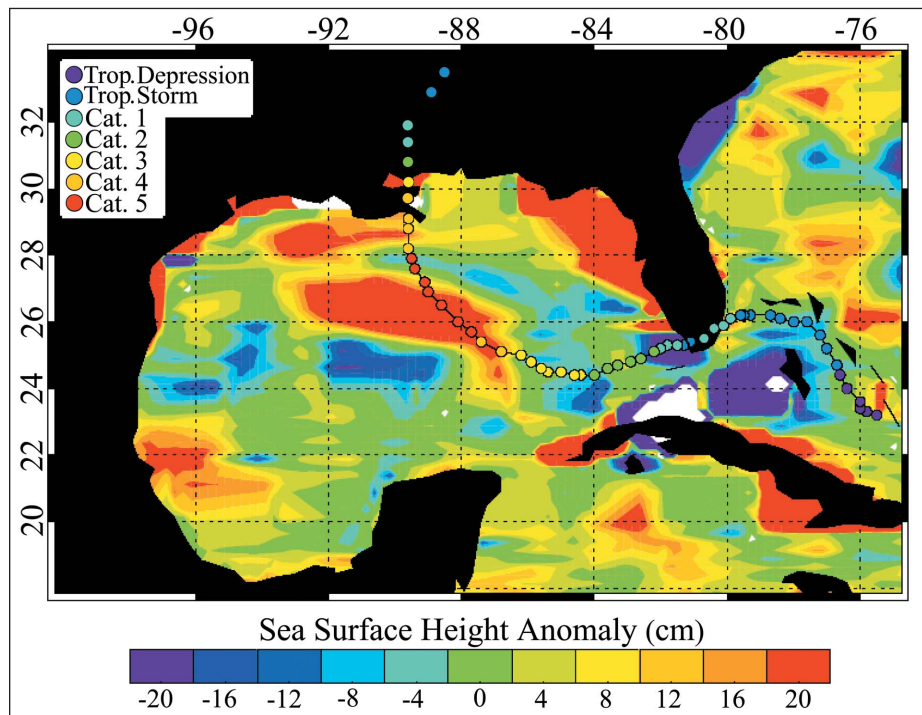 -96 -92 -88 -84 -80 -76
Trop.Depression
Trop.Storm
Cat. 1
Cat. 2
Cat. 3
Cat. 4
Cat. 5
32
30
28
26
24
22
20
Sea Surface Height Anomaly (cm)
-20 -16 -12 -8 -4 0 4 8 12 16 20